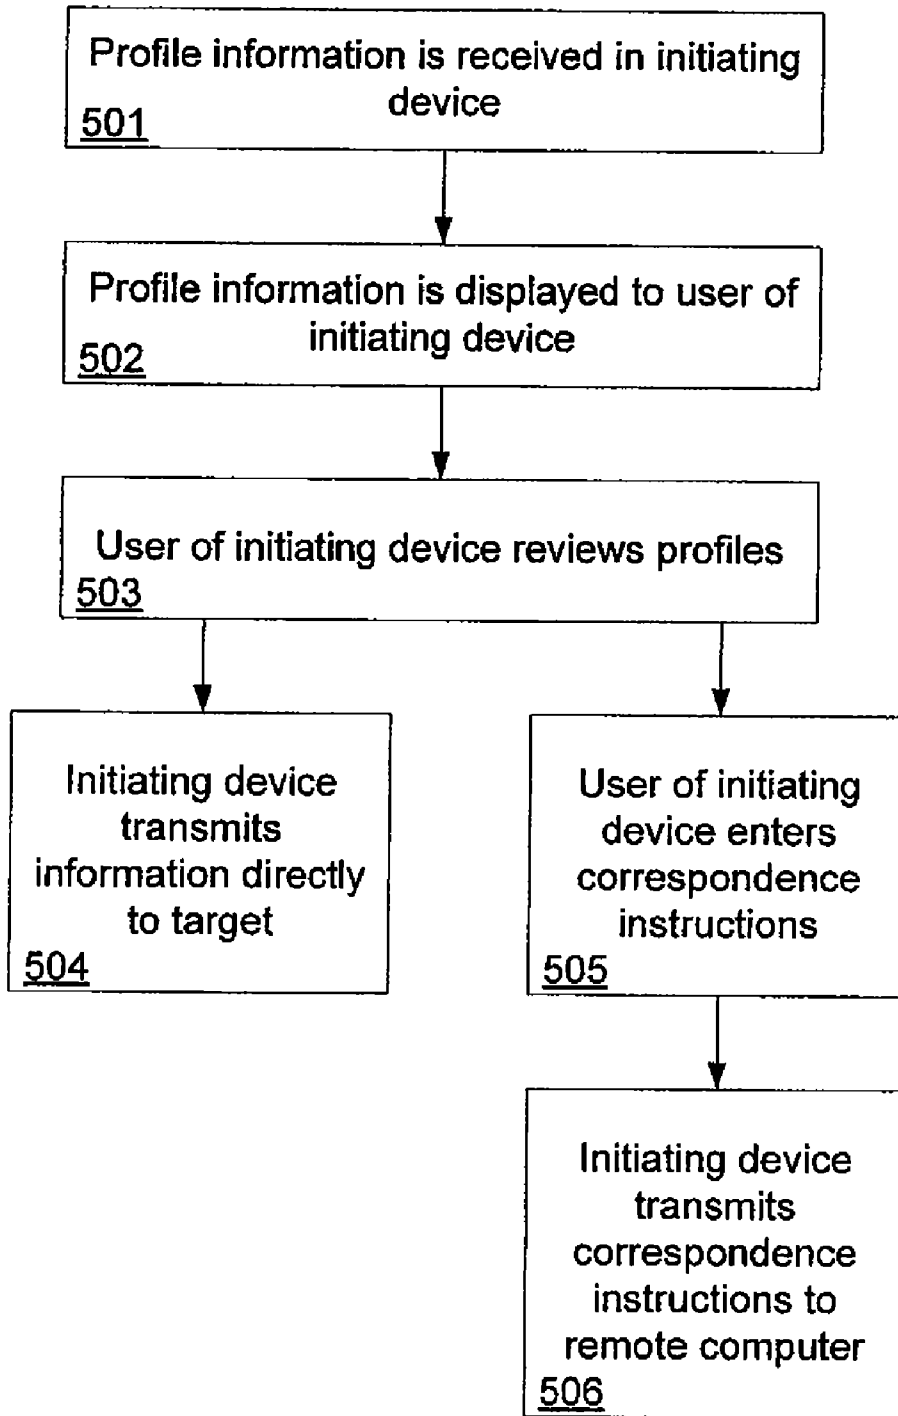 Profile information is received in initiating
device
501
Profile information is displayed to user of
initiating device
502
User of initiating device reviews profiles
503
Initiating device
transmits
information directly
to target
504
User of initiating
device enters
correspondence
instructions
505
Initiating device
transmits
correspondence
instructions to
remote computer
506